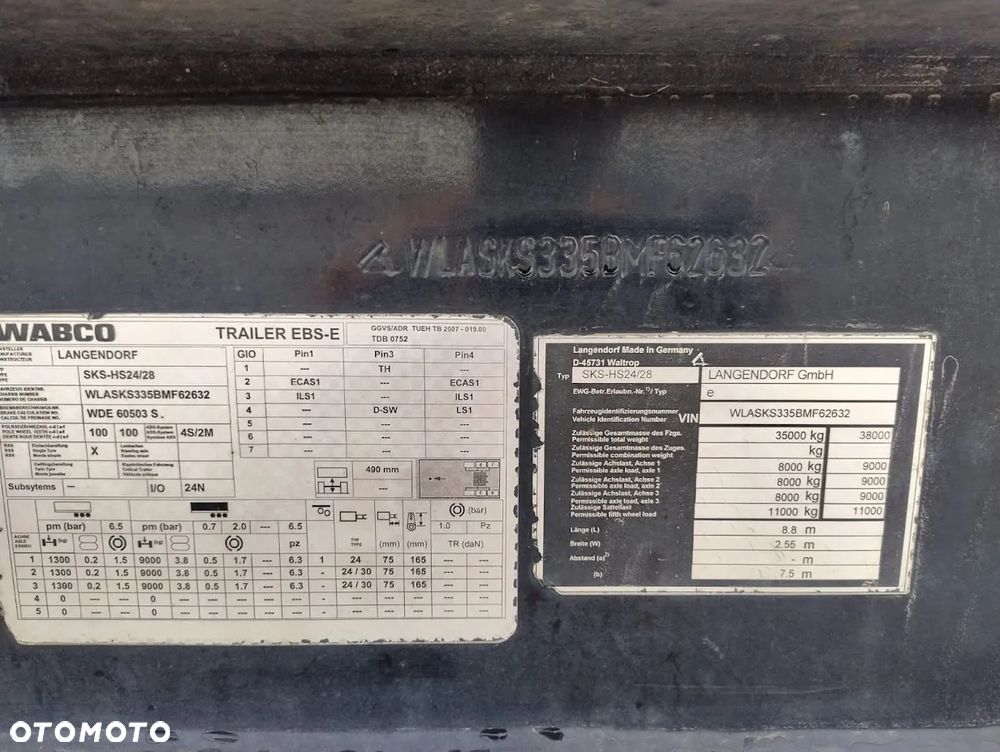 WLASKS335BMF62632
WABCO TRAILER EBS-E GGVS/ADR TUEH TB 2007 - 019.00
TDB 0752
LANGENDORF
SKS-HS24/28
WLASKS335BMF62632
WDE 60503 S
100 100 4S/2M
X
Subsytems -- I/O 24N
GIO Pin1 Pin3 Pin4
1 --- TH ---
2 ECAS1 --- ECAS1
3 ILS1 --- ILS1
4 --- D-SW LS1
5 --- --- ---
6 --- --- ---
7 --- --- ---
490 mm
---
(bar)
pm (bar) 6.5 pm (bar) 0.7 2.0 --- 6.5 1.0 Pz
pz (mm) (mm) TR (daN)
1 1300 0.2 1.5 9000 3.8 0.5 1.7 --- 6.3 24 75 165
2 1300 0.2 1.5 9000 3.8 0.5 1.7 --- 6.3 24 / 30 75 165
3 1300 0.2 1.5 9000 3.8 0.5 1.7 --- 6.3 24 / 30 75 165
4 0 --- --- 0 --- --- --- --- --- --- --- ---
5 0 --- --- 0 --- --- --- --- --- --- --- ---
Langendorf Made in Germany
D-45731 Waltrop
Typ SKS-HS24/28 LANGENDORF GmbH
EWG-Betr.Erlaubn.-Nr.¹⁾/ Typ e
Fahrzeugidentifizierungsnummer
Vehicle Identification Number VIN WLASKS335BMF62632
Zulässige Gesamtmasse des Fzgs.
Permissible total weight 35000 kg 38000
Zulässige Gesamtmasse des Zuges.
Permissible combination weight kg
Zulässige Achslast, Achse 1
Permissible axle load, axle 1 8000 kg 9000
Zulässige Achslast, Achse 2
Permissible axle load, axle 2 8000 kg 9000
Zulässige Achslast, Achse 3
Permissible axle load, axle 3 8000 kg 9000
Zulässige Sattellast
Permissible fifth wheel load 11000 kg 11000
Länge (L) 8.8 m
Breite (W) 2.55 m
Abstand (a)²⁾ - m
(b) 7.5 m
OTOMOTO